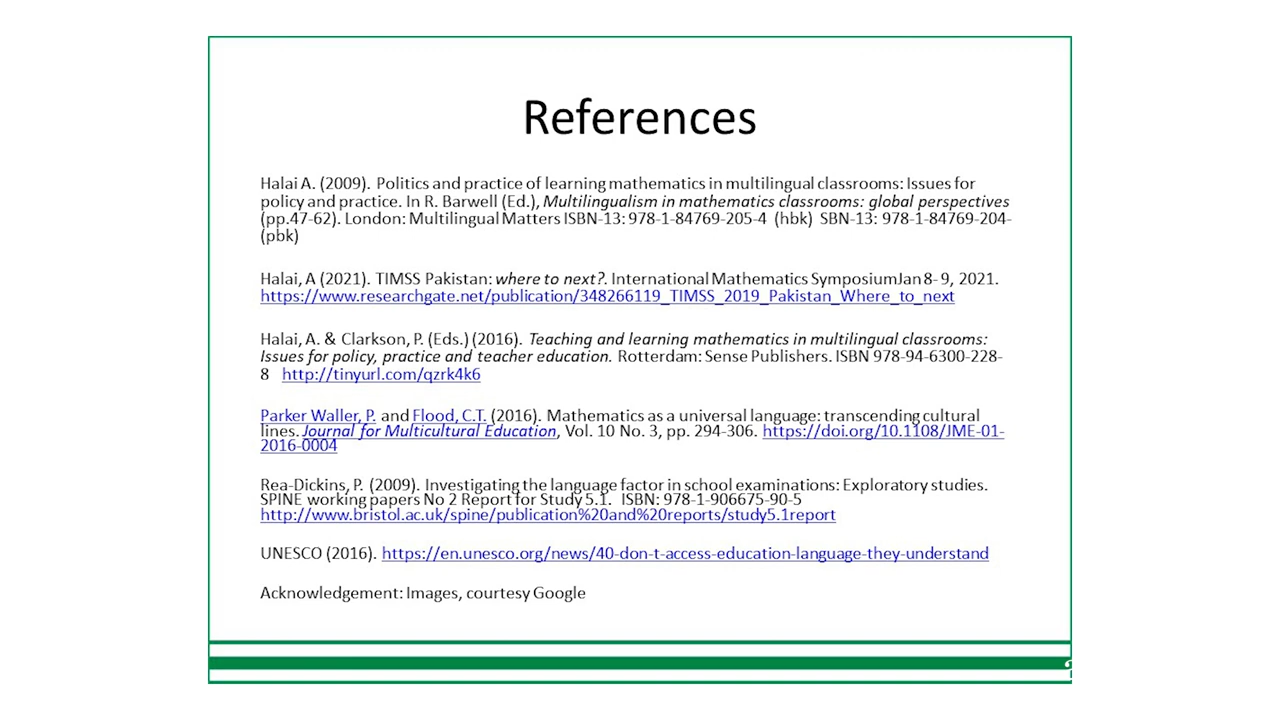 References
Halai A. (2009). Politics and practice of learning mathematics in multilingual classrooms: Issues for
policy and practice. In R. Barwell (Ed.), Multilingualism in mathematics classrooms: global perspectives
(pp.47-62). London: Multilingual Matters ISBN-13: 978-1-84769-205-4 (hbk) SBN-13: 978-1-84769-204-
(pbk)
Halai, A (2021). TIMSS Pakistan: where to next?. International Mathematics SymposiumJan 8- 9, 2021.
https://www.researchgate.net/publication/348266119_TIMSS_2019_Pakistan_Where_to_next
Halai, A. & Clarkson, P. (Eds.) (2016). Teaching and learning mathematics in multilingual classrooms:
Issues for policy, practice and teacher education. Rotterdam: Sense Publishers. ISBN 978-94-6300-228-
8 http://tinyurl.com/qzrk4k6
Parker Waller, P. and Flood, C.T. (2016). Mathematics as a universal language: transcending cultural
lines. Journal for Multicultural Education, Vol. 10 No. 3, pp. 294-306. https://doi.org/10.1108/JME-01-
2016-0004
Rea-Dickins, P. (2009). Investigating the language factor in school examinations: Exploratory studies.
SPINE working papers No 2 Report for Study 5.1. ISBN: 978-1-906675-90-5
http://www.bristol.ac.uk/spine/publication%20and%20reports/study5.1report
UNESCO (2016). https://en.unesco.org/news/40-don-t-access-education-language-they-understand
Acknowledgement: Images, courtesy Google